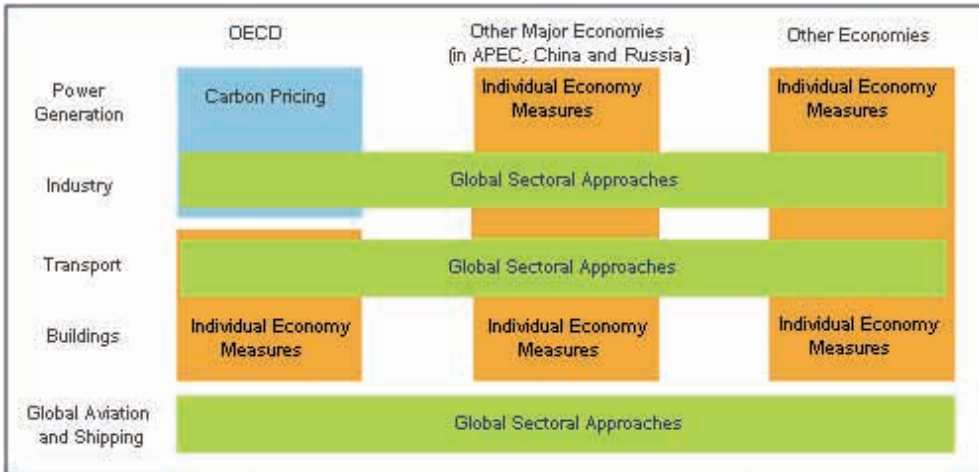 OECD
Other Major Economies
(in APEC, China and Russia)
Other Economies
Power
Generation
Carbon Pricing
Individual Economy
Measures
Individual Economy
Measures
Industry
Global Sectoral Approaches
Transport
Global Sectoral Approaches
Buildings
Individual Economy
Measures
Individual Economy
Measures
Individual Economy
Measures
Global Aviation
and Shipping
Global Sectoral Approaches